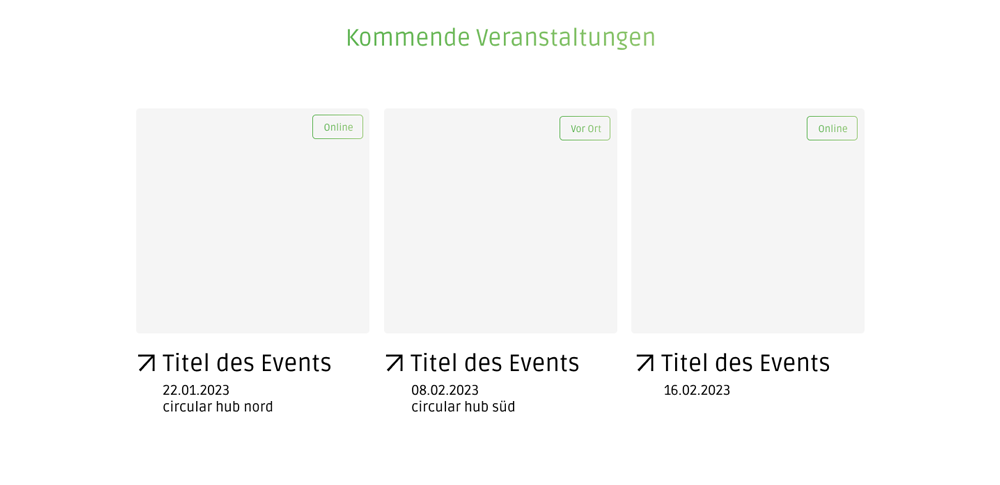 Kommende Veranstaltungen
Online
Vor Ort
Online
Titel des Events
22.01.2023
circular hub nord
Titel des Events
08.02.2023
circular hub süd
Titel des Events
16.02.2023